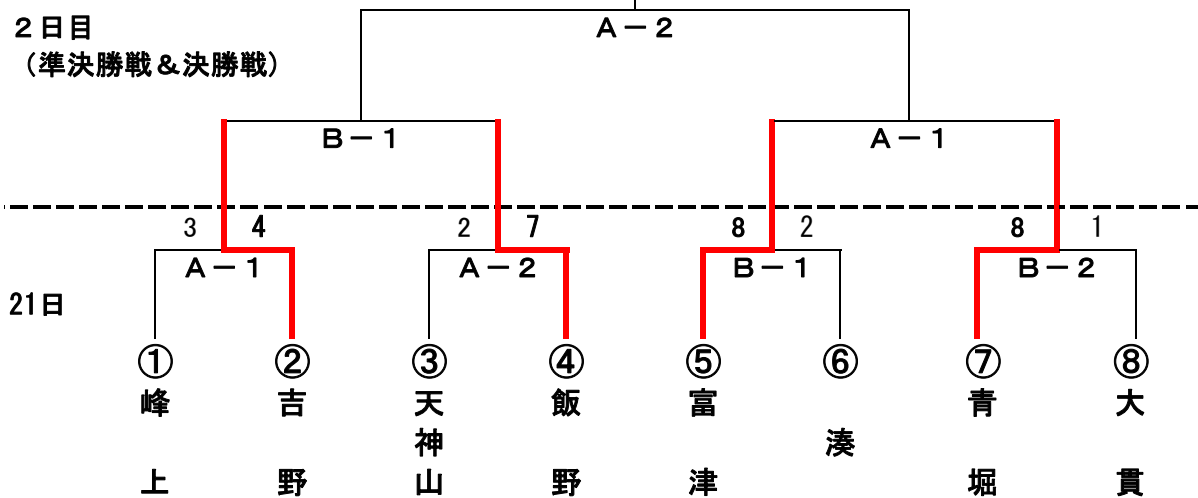 ２日目
Ａ－２
（準決勝戦＆決勝戦）
Ｂ－１
Ａ－１
3 4
2 7
8 2
8 1
Ａ－１
Ａ－２
Ｂ－１
Ｂ－２
21日
① ② ③ ④ ⑤ ⑥ ⑦ ⑧
峰上
吉野
天神山
飯野
富津
湊
青堀
大貫